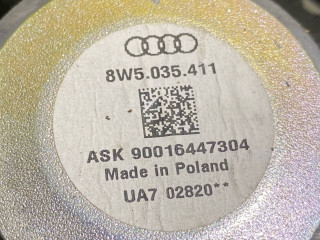 8W5.035.411
ASK 90016447304
Made in Poland
UA7 02820**